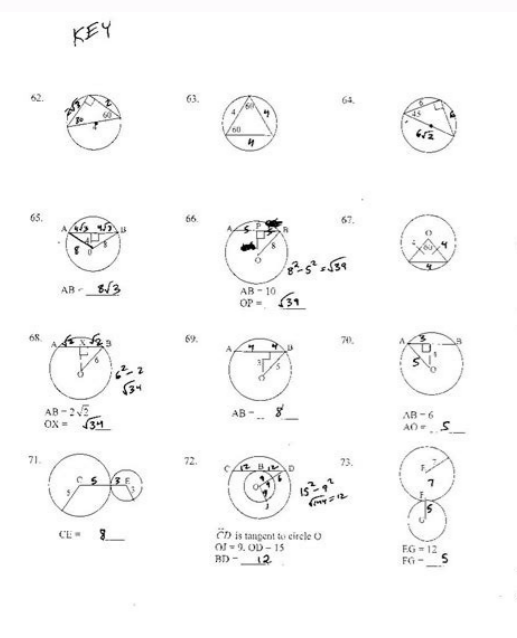 KEY
62.
2√3
2
30
60
4
63.
4
60
4
60
4
64.
6
45
6
6√2
65.
A
4√3
4√3
B
4
8
8
O
AB = 8√3
66.
A
P
B
5
5
8
O
8² - 5² = √39
AB = 10
OP = √39
67.
O
60
4
4
68.
A
√2
X
√2
B
6
O
6² - 2
√34
AB = 2√2
OX = √34
69.
A
4
4
B
3
5
O
AB = 8
70.
A
3
B
5
O
AB = 6
AO = 5
71.
C
5
3
E
5
3
CE = 8
72.
C
12
B
12
D
9
O
J
15² - 9²
√144 = 12
CD is tangent to circle O
OJ = 9, OD = 15
BD = 12
73.
E
7
7
F
5
G
EG = 12
FG = 5